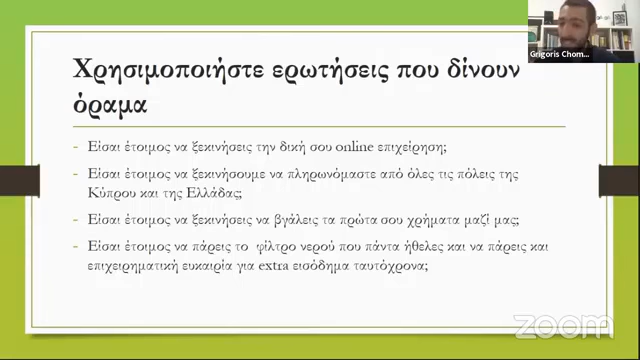 Grigoris Chom...
Χρησιμοποιήστε ερωτήσεις που δίνουν
όραμα
- Είσαι έτοιμος να ξεκινήσεις την δική σου online επιχείρηση;
- Είσαι έτοιμος να ξεκινήσουμε να πληρωνόμαστε από όλες τις πόλεις της
Κύπρου και της Ελλάδας;
- Είσαι έτοιμος να ξεκινήσεις να βγάλεις τα πρώτα σου χρήματα μαζί μας;
- Είσαι έτοιμος να πάρεις το φίλτρο νερού που πάντα ήθελες και να πάρεις και
επιχειρηματική ευκαιρία για extra εισόδημα ταυτόχρονα;
zoom